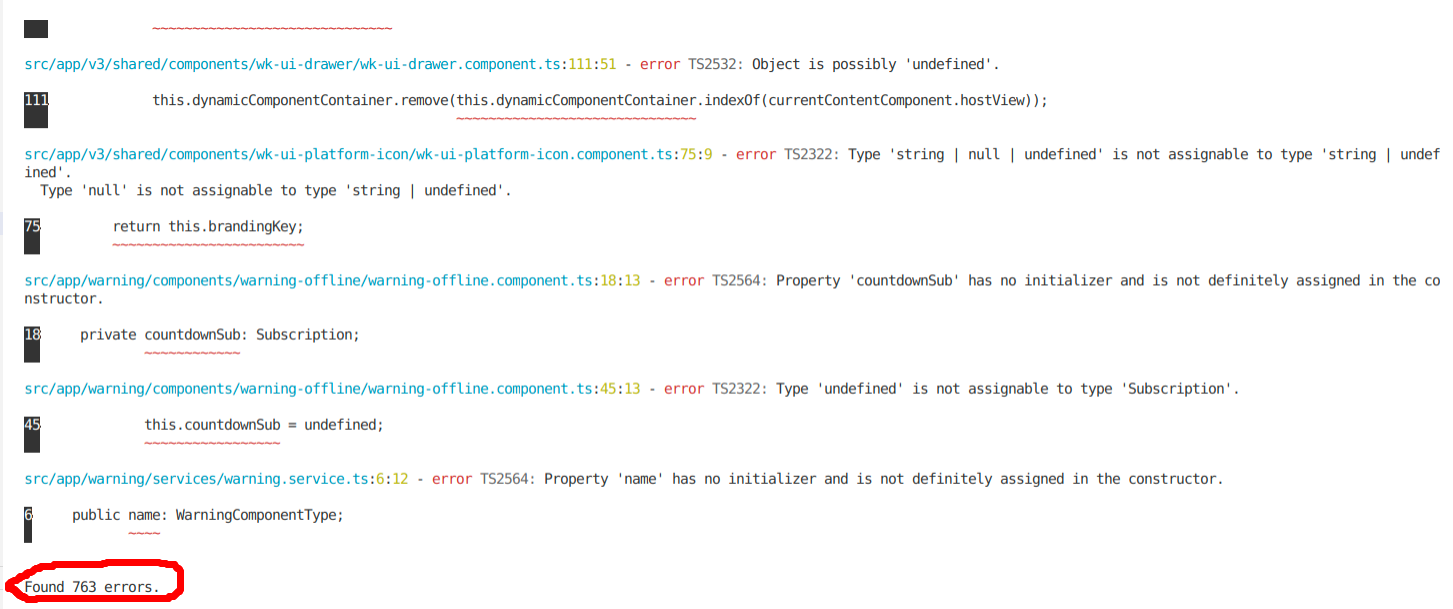 src/app/v3/shared/components/wk-ui-drawer/wk-ui-drawer.component.ts:111:51 - error TS2532: Object is possibly 'undefined'.
111 this.dynamicComponentContainer.remove(this.dynamicComponentContainer.indexOf(currentContentComponent.hostView));
src/app/v3/shared/components/wk-ui-platform-icon/wk-ui-platform-icon.component.ts:75:9 - error TS2322: Type 'string | null | undefined' is not assignable to type 'string | undef
ined'.
Type 'null' is not assignable to type 'string | undefined'.
75 return this.brandingKey;
src/app/warning/components/warning-offline/warning-offline.component.ts:18:13 - error TS2564: Property 'countdownSub' has no initializer and is not definitely assigned in the co
nstructor.
18 private countdownSub: Subscription;
src/app/warning/components/warning-offline/warning-offline.component.ts:45:13 - error TS2322: Type 'undefined' is not assignable to type 'Subscription'.
45 this.countdownSub = undefined;
src/app/warning/services/warning.service.ts:6:12 - error TS2564: Property 'name' has no initializer and is not definitely assigned in the constructor.
6 public name: WarningComponentType;
Found 763 errors.